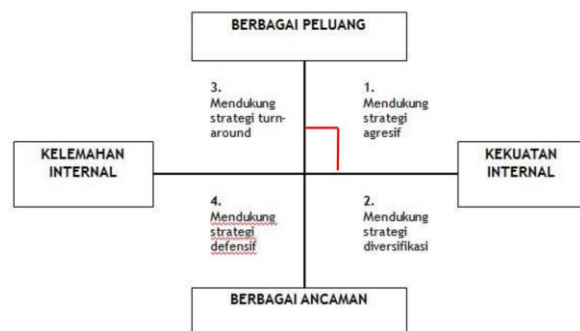 BERBAGAI PELUANG
3.
Mendukung
strategi turn-
around
1.
Mendukung
strategi
agresif
KELEMAHAN
INTERNAL
KEKUATAN
INTERNAL
4.
Mendukung
strategi
defensif
2.
Mendukung
strategi
diversifikasi
BERBAGAI ANCAMAN